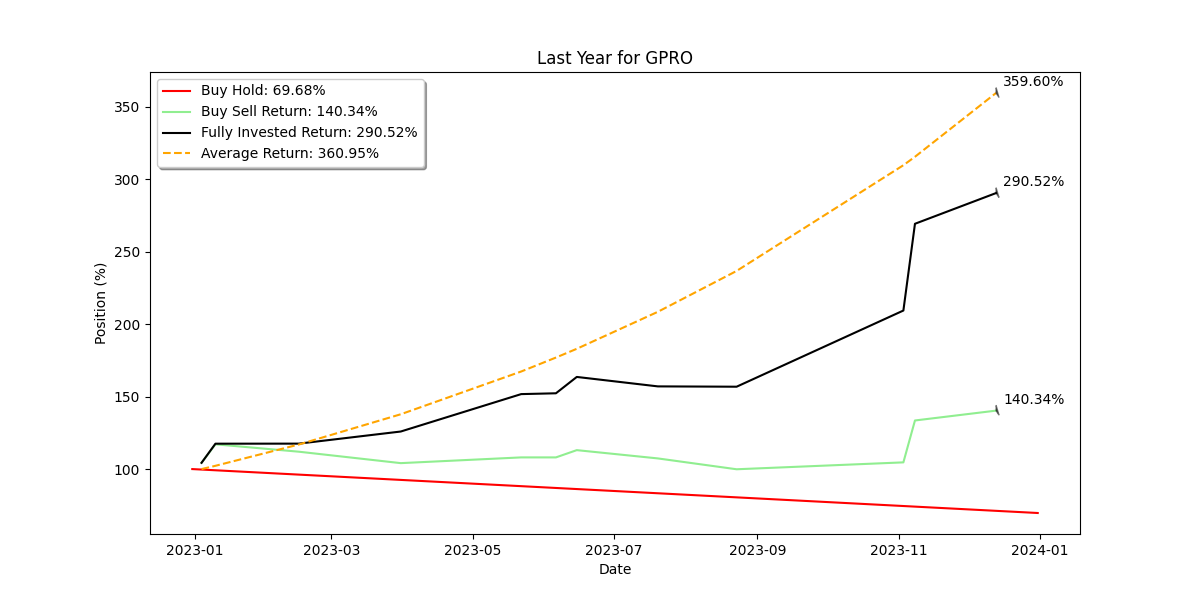 Last Year for GPRO
359.60%
Buy Hold: 69.68%
Buy Sell Return: 140.34%
Fully Invested Return: 290.52%
Average Return: 360.95%
290.52%
140.34%
350
300
250
200
150
100
Position (%)
2023-01 2023-03 2023-05 2023-07 2023-09 2023-11 2024-01
Date